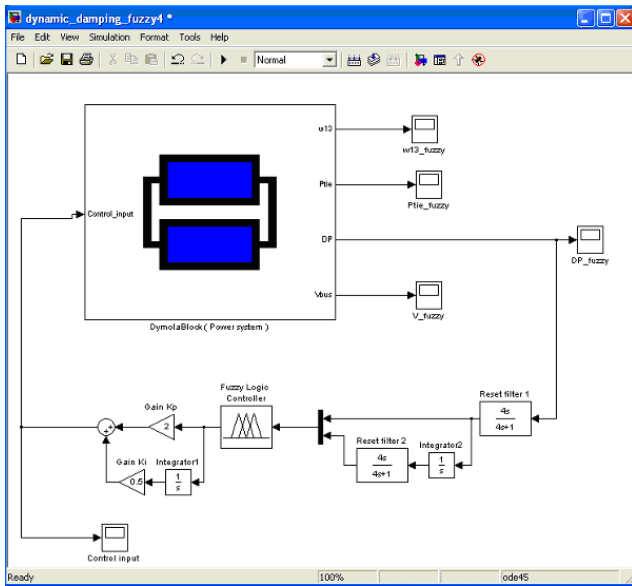 dynamic_damping_fuzzy4 *
File Edit View Simulation Format Tools Help
Normal
w13
w13_fuzzy
Ptie
Ptie_fuzzy
Control_input
DP
DP_fuzzy
Vbus
V_fuzzy
DymolaBlock ( Power system )
Fuzzy Logic
Controller
Gain Kp
2
Reset filter 1
4s
4s+1
Reset filter 2
4s
4s+1
Integrator2
1
s
Gain Ki
0.5
Integrator1
1
s
Control input
Ready 100% ode45